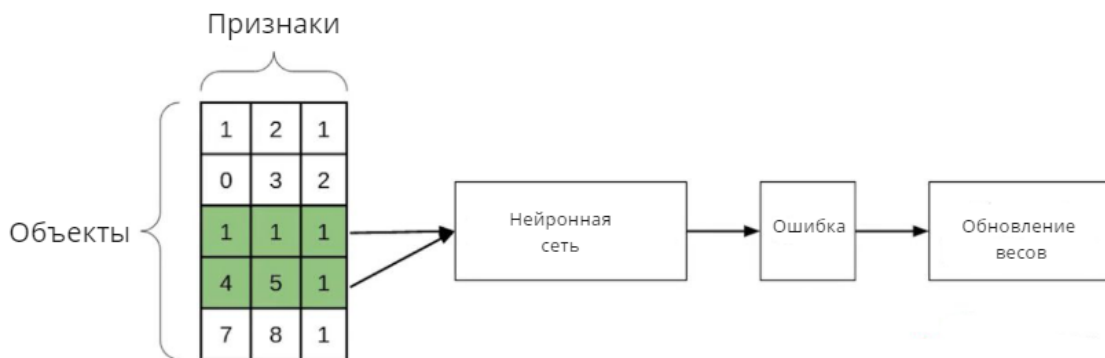 Признаки
1 2 1
0 3 2
Объекты
1 1 1
4 5 1
7 8 1
Нейронная
сеть
Ошибка
Обновление
весов